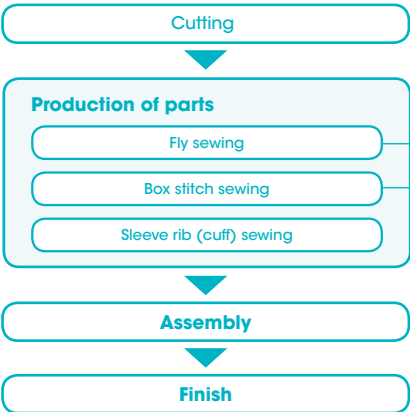 Cutting
Production of parts
Fly sewing
Box stitch sewing
Sleeve rib (cuff) sewing
Assembly
Finish